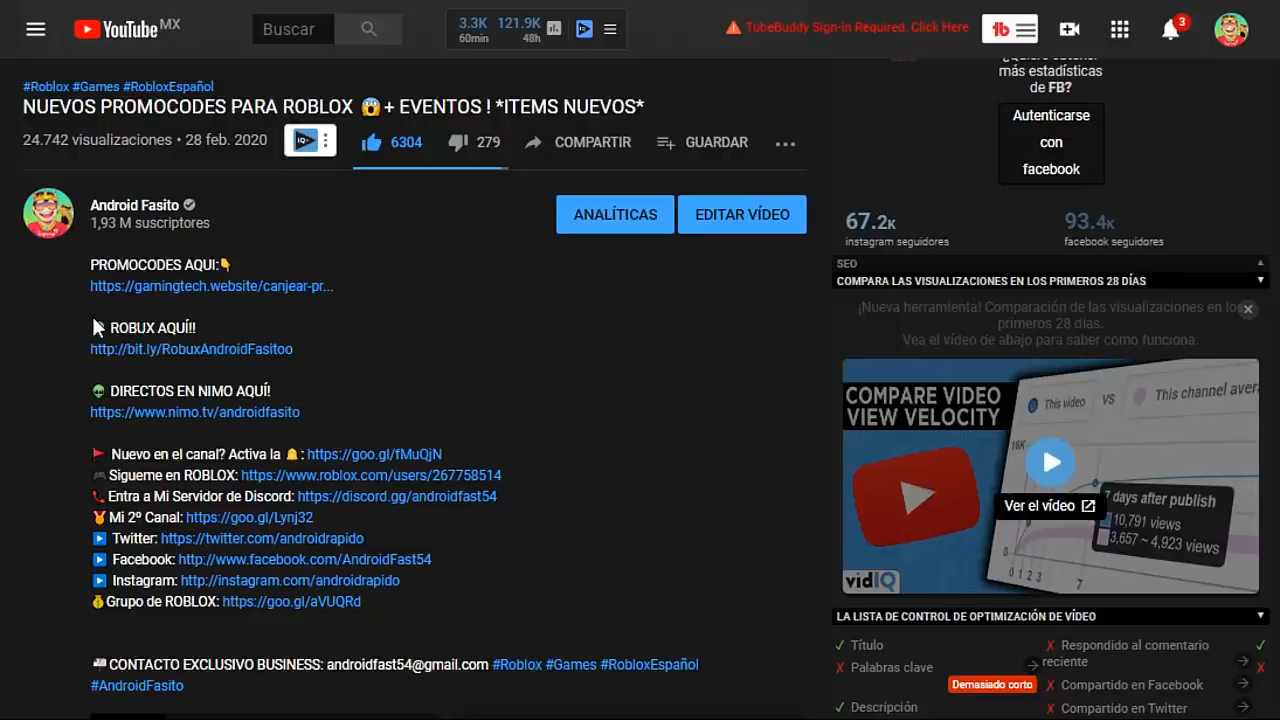 YouTube MX
Buscar
3.3K 121.9K
60min 48h
TubeBuddy Sign-in Required. Click Here
tb
3
#Roblox #Games #RobloxEspañol
NUEVOS PROMOCODES PARA ROBLOX 😱 + EVENTOS ! *ITEMS NUEVOS*
24.742 visualizaciones • 28 feb. 2020
IQ
6304
279
COMPARTIR
GUARDAR
Android Fasito
1,93 M suscriptores
ANALÍTICAS
EDITAR VÍDEO
PROMOCODES AQUI:👇
https://gamingtech.website/canjear-pr...
ROBUX AQUÍ!!
http://bit.ly/RobuxAndroidFasitoo
👽 DIRECTOS EN NIMO AQUÍ!
https://www.nimo.tv/androidfasito
🚩 Nuevo en el canal? Activa la 🔔: https://goo.gl/fMuQjN
🎮Sigueme en ROBLOX: https://www.roblox.com/users/267758514
📞Entra a Mi Servidor de Discord: https://discord.gg/androidfast54
🏅Mi 2º Canal: https://goo.gl/Lynj32
▶ Twitter: https://twitter.com/androidrapido
▶ Facebook: http://www.facebook.com/AndroidFast54
▶ Instagram: http://instagram.com/androidrapido
💰Grupo de ROBLOX: https://goo.gl/aVUQRd
CONTACTO EXCLUSIVO BUSINESS: androidfast54@gmail.com #Roblox #Games #RobloxEspañol
#AndroidFasito
más estadísticas
de FB?
Autenticarse
con
facebook
67.2K
instagram seguidores
93.4K
facebook seguidores
SEO
COMPARA LAS VISUALIZACIONES EN LOS PRIMEROS 28 DÍAS
¡Nueva herramienta! Comparación de las visualizaciones en los
primeros 28 días.
Vea el vídeo de abajo para saber como funciona.
COMPARE VIDEO
VIEW VELOCITY
This video VS This channel aver
16K
Ver el vídeo
7 days after publish
10,791 views
3,657 ~ 4,923 views
0 1 2 3 7
vidIQ
LA LISTA DE CONTROL DE OPTIMIZACIÓN DE VÍDEO
✓ Título
✗ Respondido al comentario
reciente
✗ Palabras clave
Demasiado corto
✗ Compartido en Facebook
✓ Descripción
✗ Compartido en Twitter